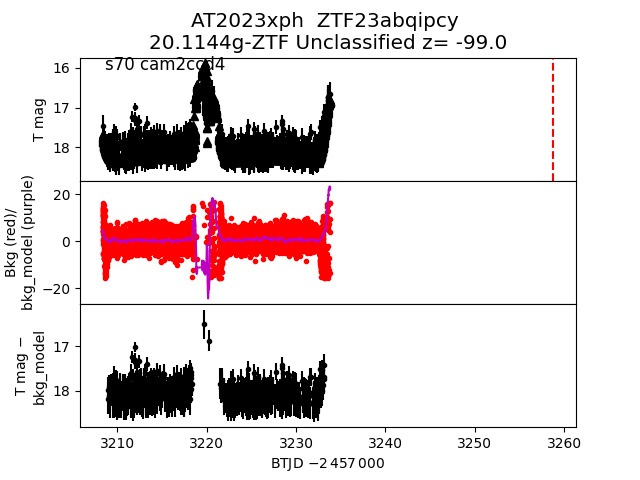 AT2023xph  ZTF23abqipcy
20.1144g-ZTF Unclassified z= -99.0
s70 cam2ccd4
16
17
18
T mag
20
0
−20
Bkg (red)/
bkg_model (purple)
17
18
T mag −
bkg_model
3210 3220 3230 3240 3250 3260
BTJD −2 457 000